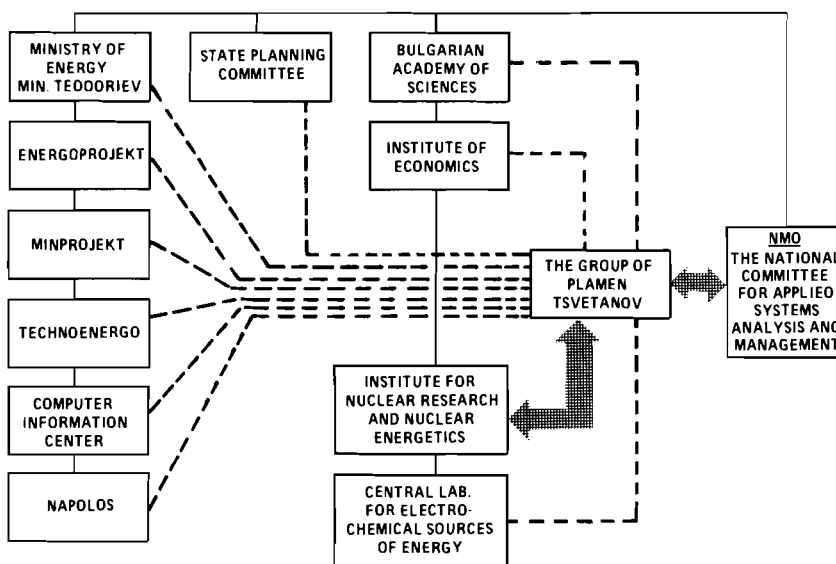 MINISTRY OF
ENERGY
MIN. TEODORIEV
STATE PLANNING
COMMITTEE
BULGARIAN
ACADEMY OF
SCIENCES
ENERGOPROJEKT
INSTITUTE OF
ECONOMICS
MINPROJEKT
THE GROUP OF
PLAMEN
TSVETANOV
NMO
THE NATIONAL
COMMITTEE
FOR APPLIED
SYSTEMS
ANALYSIS AND
MANAGEMENT
TECHNOENERGO
COMPUTER
INFORMATION
CENTER
INSTITUTE FOR
NUCLEAR RESEARCH
AND NUCLEAR
ENERGETICS
NAPOLOS
CENTRAL LAB.
FOR ELECTRO-
CHEMICAL SOURCES
OF ENERGY